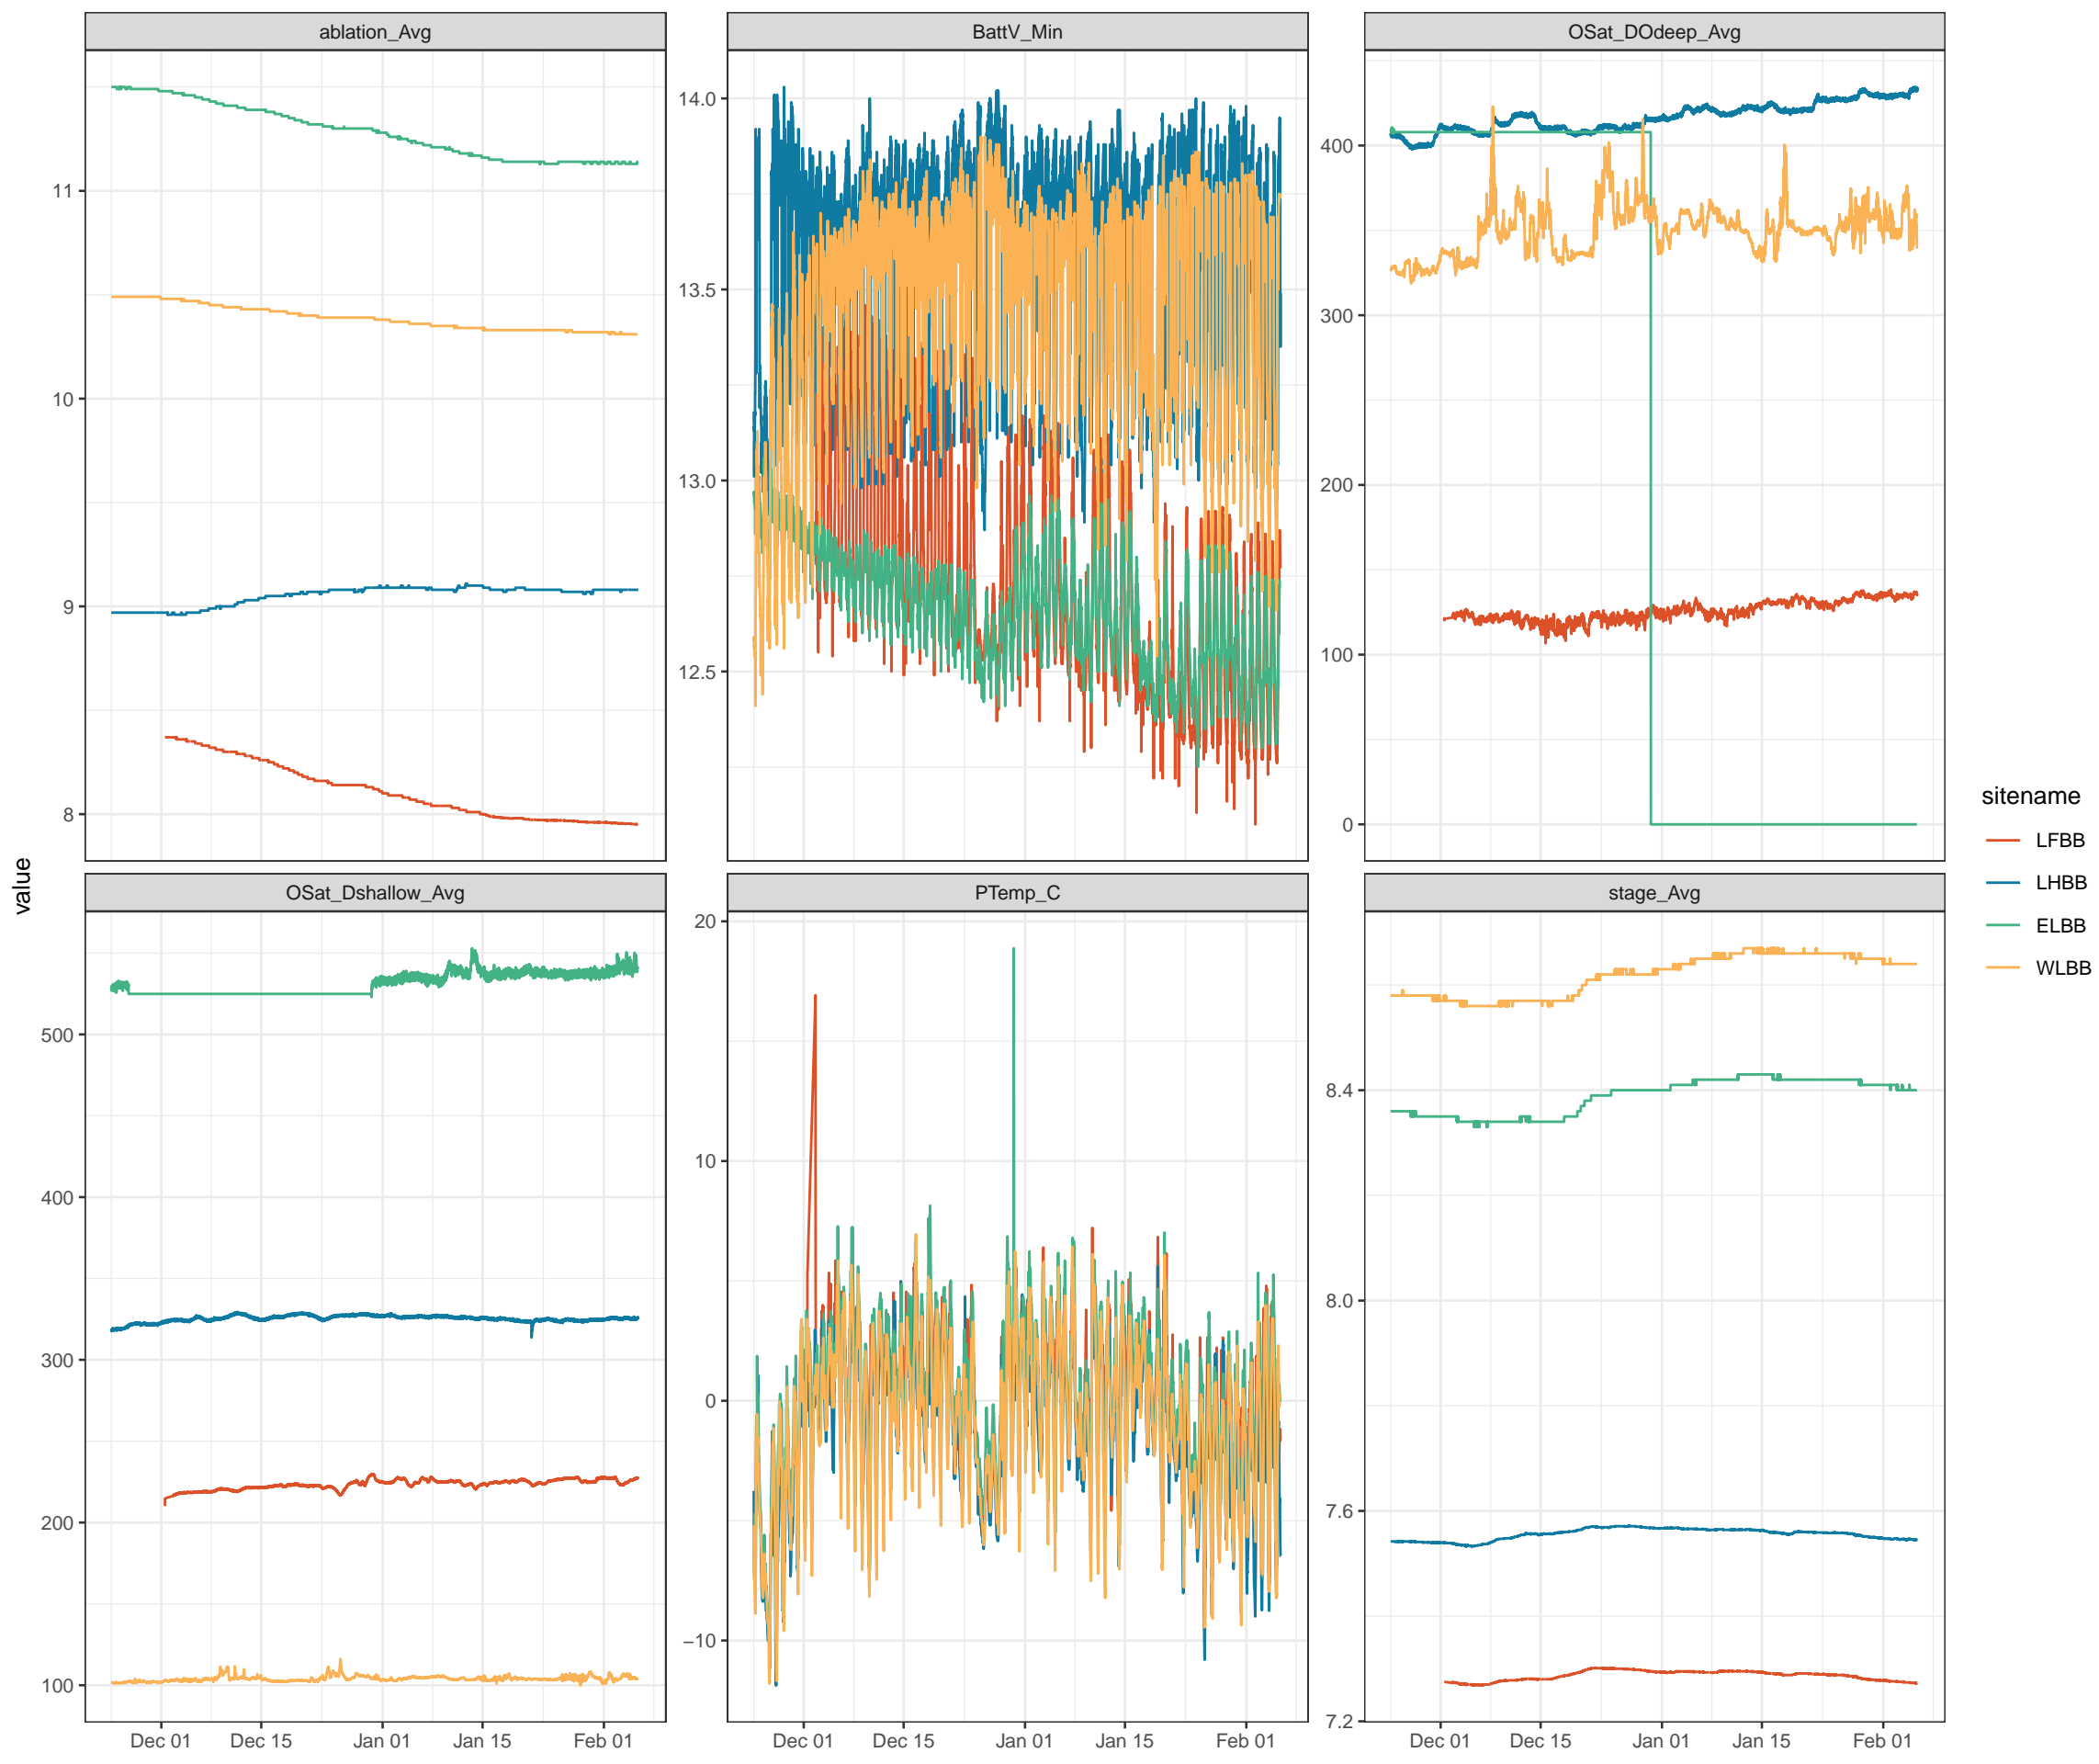 ablation_Avg BattV_Min OSat_DOdeep_Avg
11
10
9
8
14.0
13.5
13.0
12.5
400
300
200
100
0
value
OSat_Dshallow_Avg PTemp_C stage_Avg
500
400
300
200
100
20
10
0
−10
8.4
8.0
7.6
7.2
Dec 01 Dec 15 Jan 01 Jan 15 Feb 01 Dec 01 Dec 15 Jan 01 Jan 15 Feb 01 Dec 01 Dec 15 Jan 01 Jan 15 Feb 01
sitename
LFBB
LHBB
ELBB
WLBB